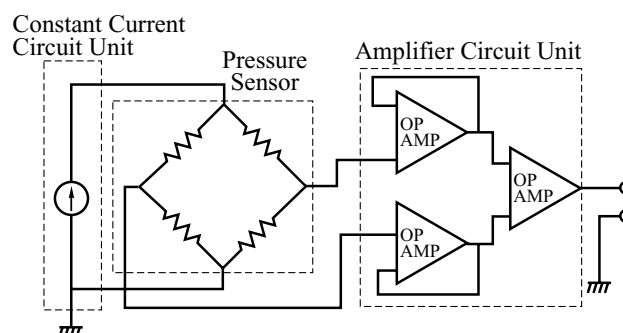 Constant Current
Circuit Unit
Pressure
Sensor
Amplifier Circuit Unit
OP
AMP
OP
AMP
OP
AMP